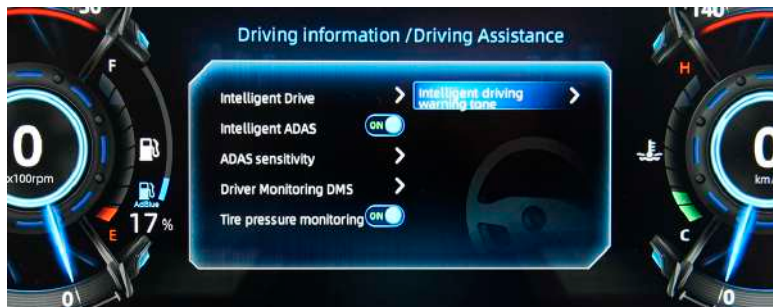 Driving information /Driving Assistance
140
F
H
Intelligent Drive
Intelligent driving
warning tone
Intelligent ADAS
ON
ADAS sensitivity
Driver Monitoring DMS
Tire pressure monitoring
ON
0
x100rpm
AdBlue
17%
E
C
0
km/
0
0